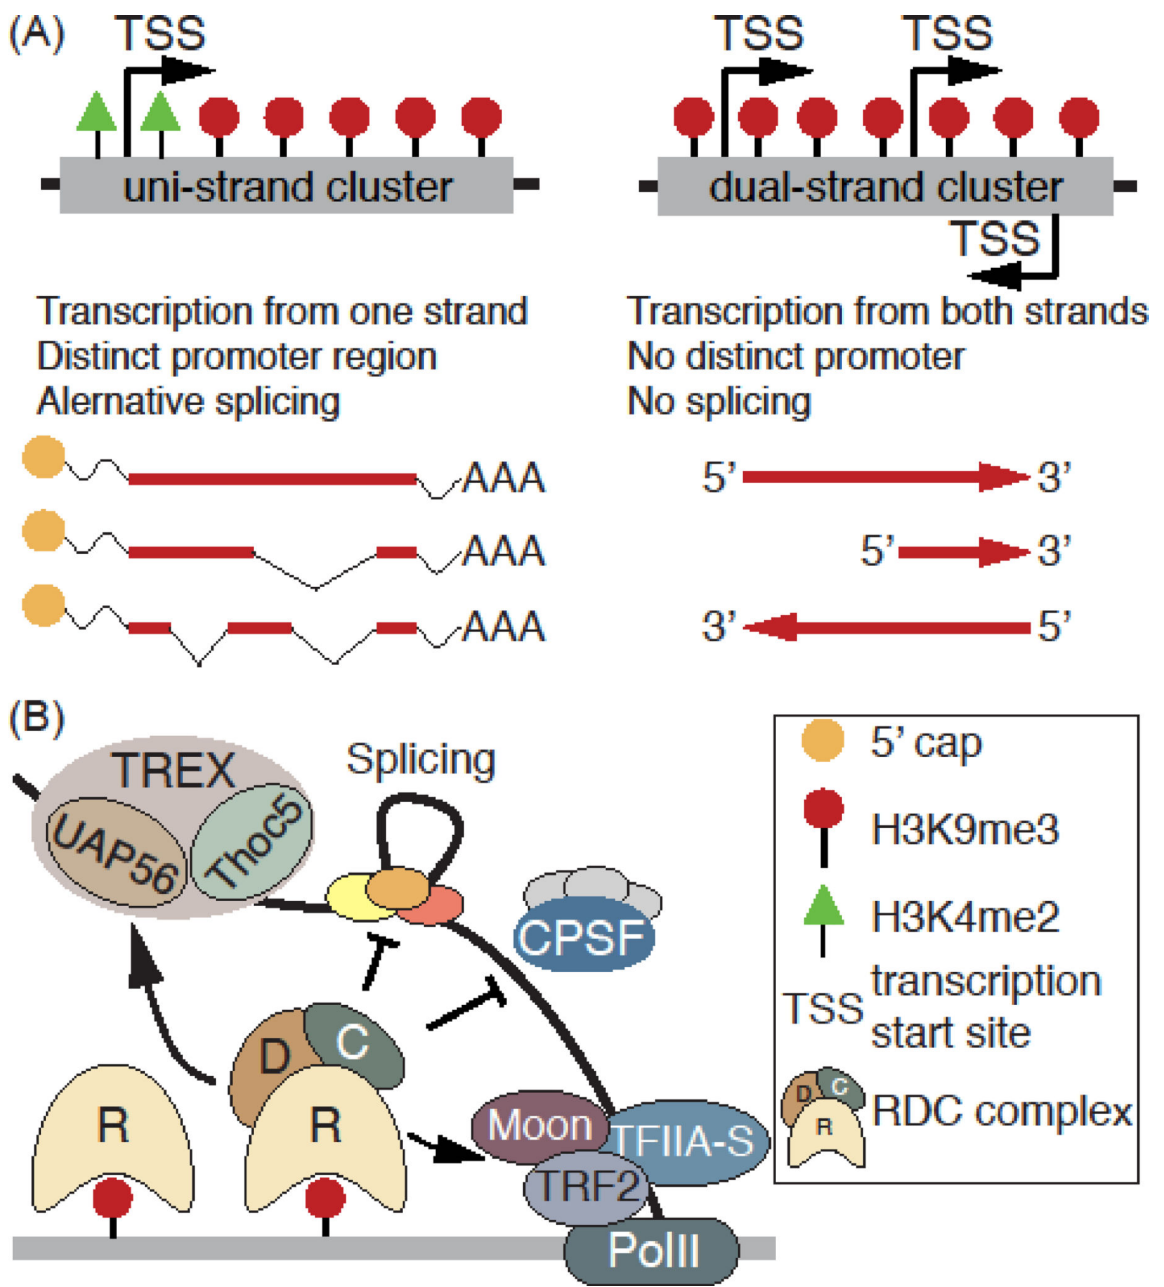 (A)
TSS
TSS
TSS
uni-strand cluster
dual-strand cluster
TSS
Transcription from one strand
Distinct promoter region
Alernative splicing
Transcription from both strands
No distinct promoter
No splicing
AAA
AAA
AAA
5’ 3’
5’ 3’
3’ 5’
(B)
TREX
UAP56
Thoc5
Splicing
CPSF
D C
R
R
Moon
TFIIA-S
TRF2
PolII
5’ cap
H3K9me3
H3K4me2
TSS transcription
start site
D C
R
RDC complex